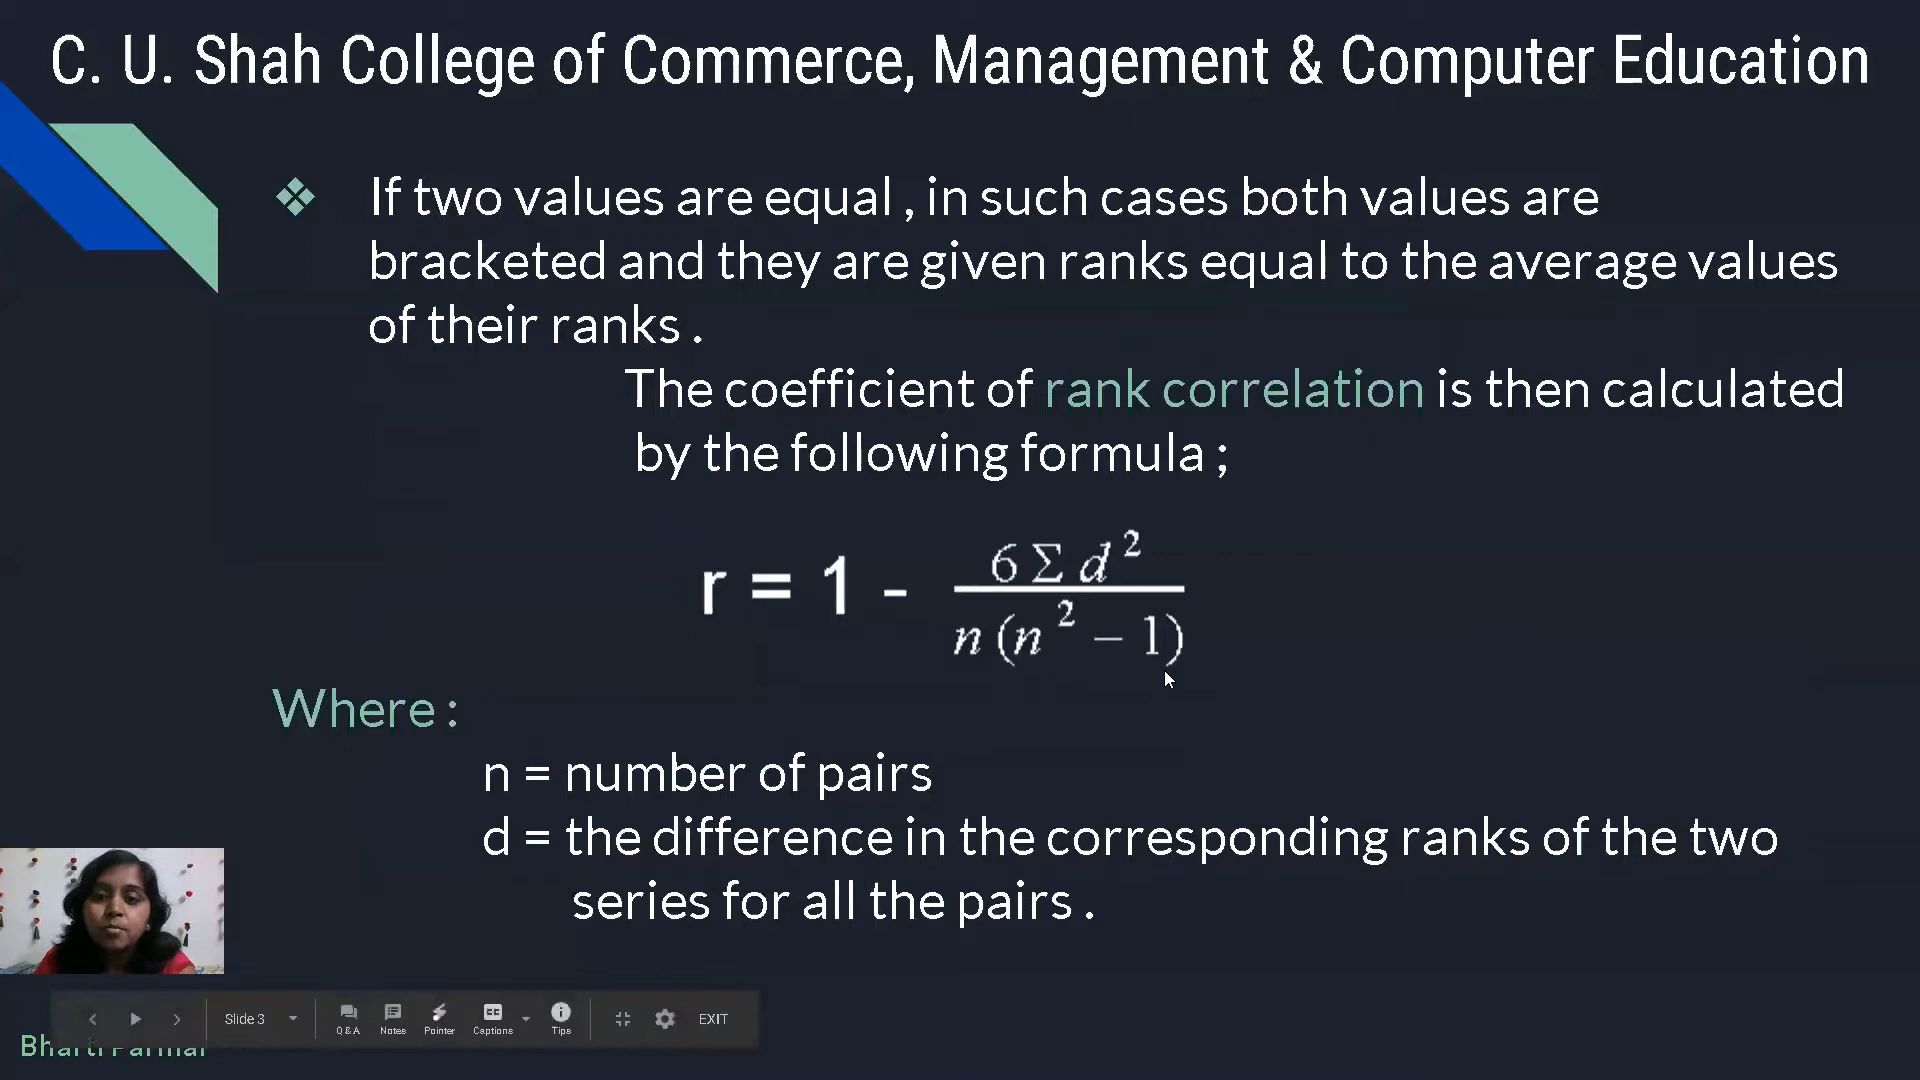 C. U. Shah College of Commerce, Management & Computer Education
❖ If two values are equal , in such cases both values are
bracketed and they are given ranks equal to the average values
of their ranks .
The coefficient of rank correlation is then calculated
by the following formula ;
r = 1 - 6 Σ d² / n (n² − 1)
Where :
n = number of pairs
d = the difference in the corresponding ranks of the two
series for all the pairs .
Slide 3
Q & A Notes Pointer Captions Tips EXIT